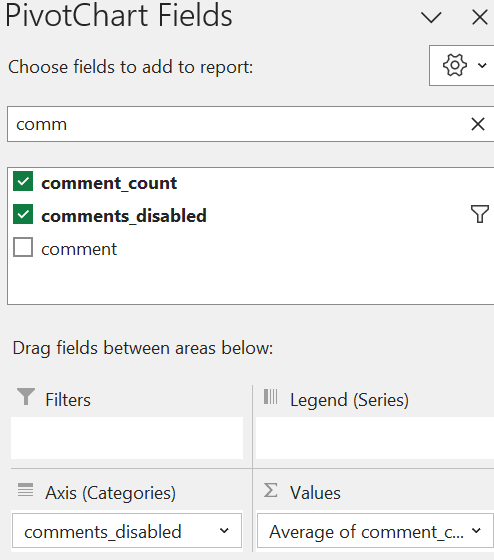 PivotChart Fields
Choose fields to add to report:
comm
comment_count
comments_disabled
comment
Drag fields between areas below:
Filters
Legend (Series)
Axis (Categories)
Values
comments_disabled
Average of comment_c...